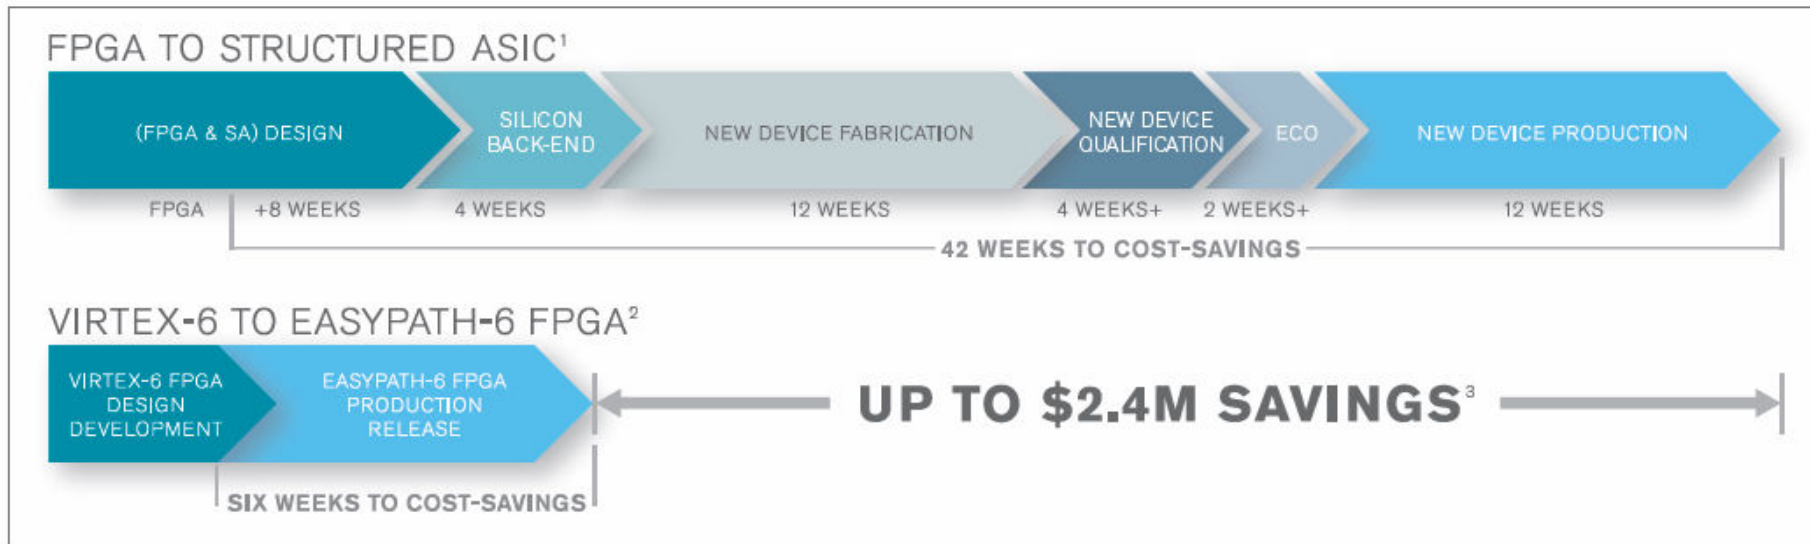 FPGA TO STRUCTURED ASIC¹
(FPGA & SA) DESIGN
SILICON
BACK-END
NEW DEVICE FABRICATION
NEW DEVICE
QUALIFICATION
ECO
NEW DEVICE PRODUCTION
FPGA
+8 WEEKS
4 WEEKS
12 WEEKS
4 WEEKS+
2 WEEKS+
12 WEEKS
42 WEEKS TO COST-SAVINGS
VIRTEX-6 TO EASYPATH-6 FPGA²
VIRTEX-6 FPGA
DESIGN
DEVELOPMENT
EASYPATH-6 FPGA
PRODUCTION
RELEASE
UP TO $2.4M SAVINGS³
SIX WEEKS TO COST-SAVINGS